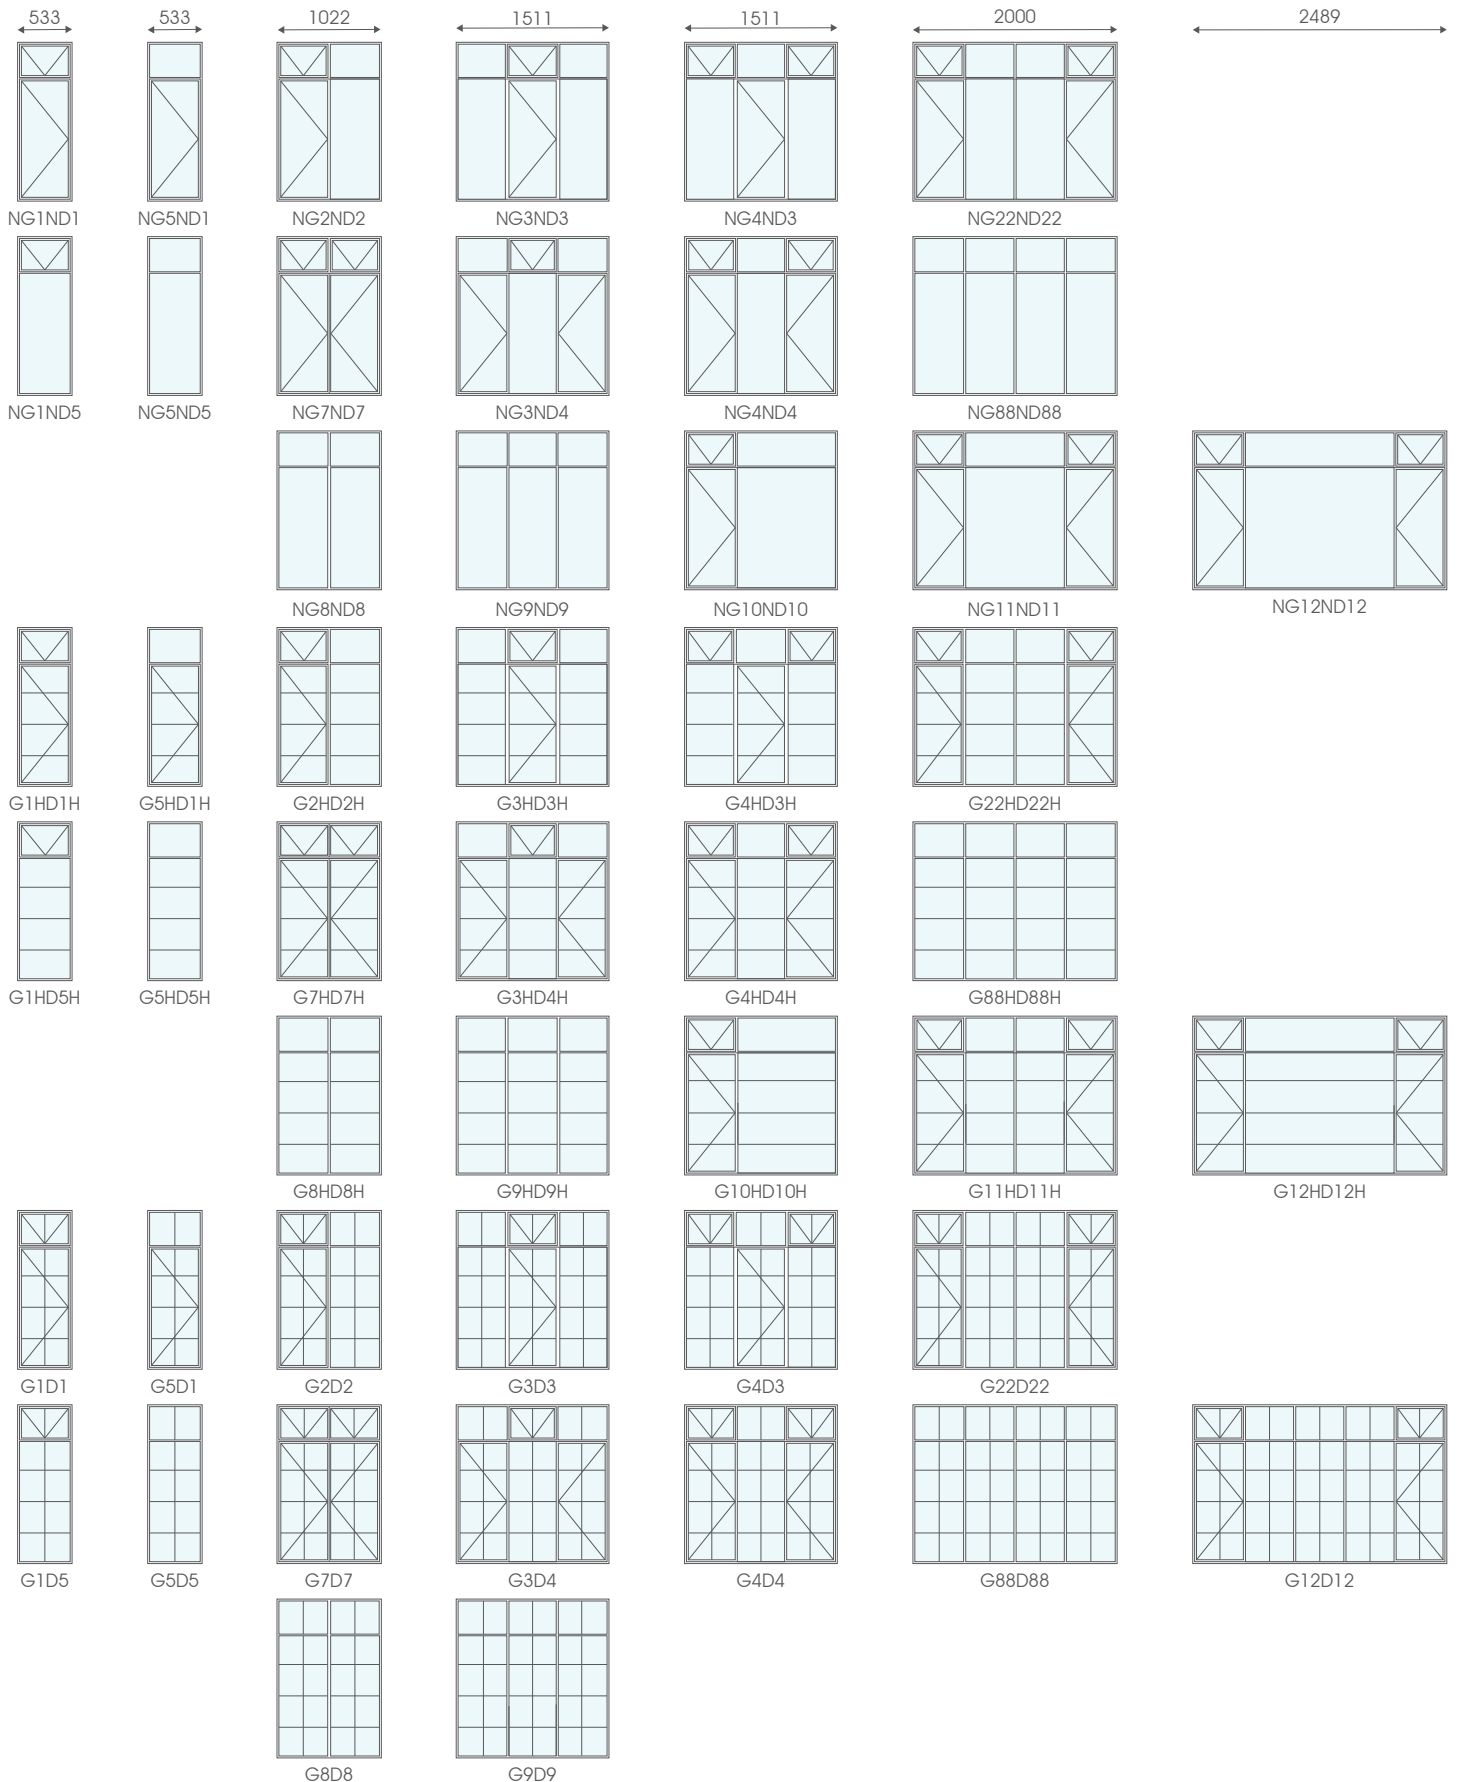 533 533 1022 1511 1511 2000 2489
NG1ND1 NG5ND1 NG2ND2 NG3ND3 NG4ND3 NG22ND22
NG1ND5 NG5ND5 NG7ND7 NG3ND4 NG4ND4 NG88ND88
NG8ND8 NG9ND9 NG10ND10 NG11ND11 NG12ND12
G1HD1H G5HD1H G2HD2H G3HD3H G4HD3H G22HD22H
G1HD5H G5HD5H G7HD7H G3HD4H G4HD4H G88HD88H
G8HD8H G9HD9H G10HD10H G11HD11H G12HD12H
G1D1 G5D1 G2D2 G3D3 G4D3 G22D22
G1D5 G5D5 G7D7 G3D4 G4D4 G88D88 G12D12
G8D8 G9D9